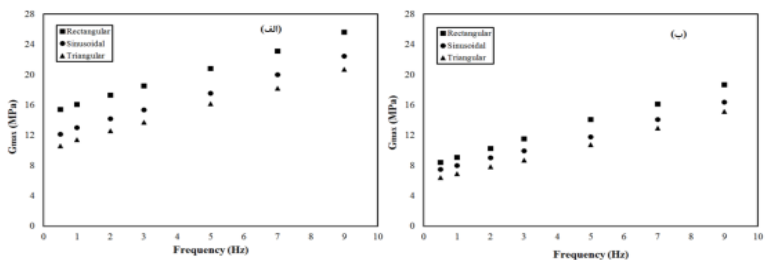 28
24
20
16
12
8
4
0
Gmax (MPa)
Rectangular
Sinusoidal
Triangular
(الف)
0 1 2 3 4 5 6 7 8 9 10
Frequency (Hz)
28
24
20
16
12
8
4
0
Gmax (MPa)
Rectangular
Sinusoidal
Triangular
(ب)
0 1 2 3 4 5 6 7 8 9 10
Frequency (Hz)